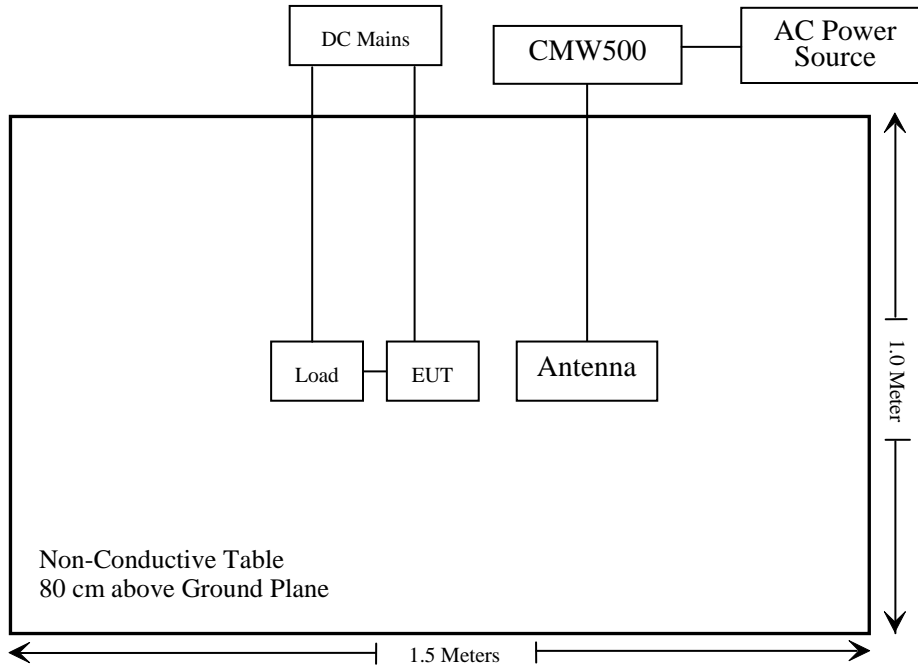 DC Mains
CMW500
AC Power
Source
Load
EUT
Antenna
1.0 Meter
Non-Conductive Table
80 cm above Ground Plane
1.5 Meters